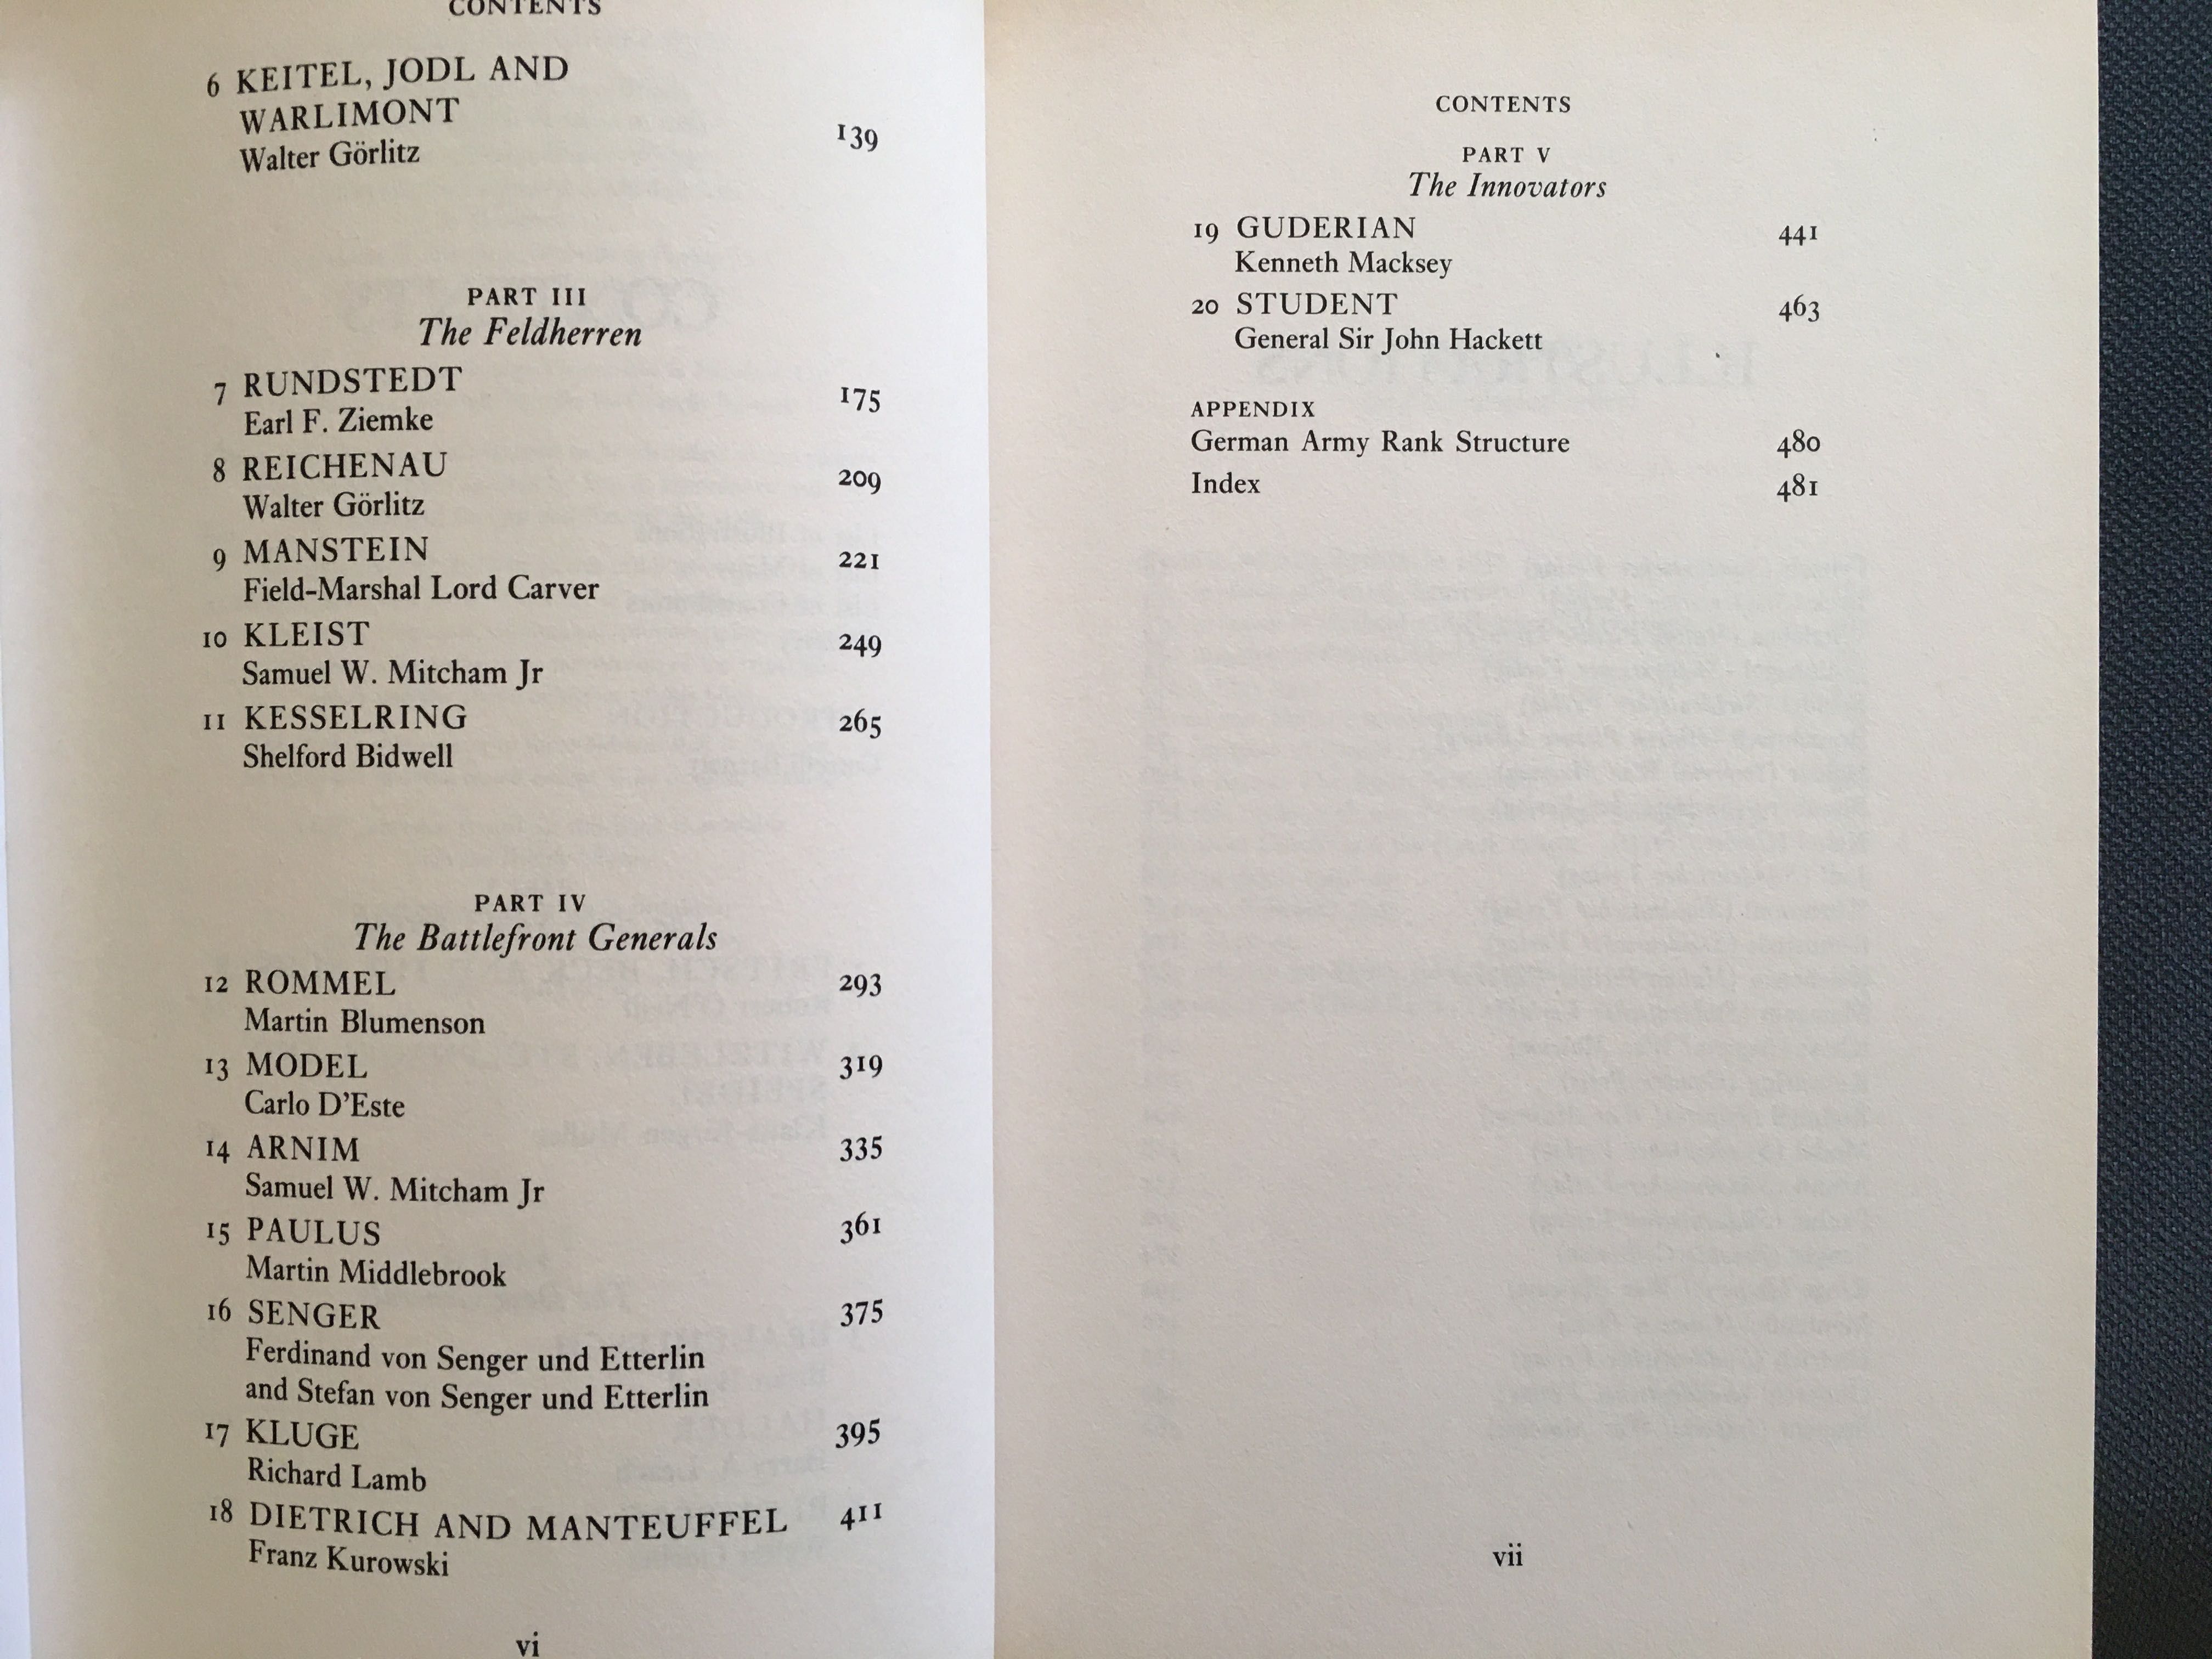 CONTENTS
6 KEITEL, JODL AND
WARLIMONT 139
Walter Görlitz
PART III
The Feldherren
7 RUNDSTEDT 175
Earl F. Ziemke
8 REICHENAU 209
Walter Görlitz
9 MANSTEIN 221
Field-Marshal Lord Carver
10 KLEIST 249
Samuel W. Mitcham Jr
11 KESSELRING 265
Shelford Bidwell
PART IV
The Battlefront Generals
12 ROMMEL 293
Martin Blumenson
13 MODEL 319
Carlo D'Este
14 ARNIM 335
Samuel W. Mitcham Jr
15 PAULUS 361
Martin Middlebrook
16 SENGER 375
Ferdinand von Senger und Etterlin
and Stefan von Senger und Etterlin
17 KLUGE 395
Richard Lamb
18 DIETRICH AND MANTEUFFEL 411
Franz Kurowski
vi
CONTENTS
PART V
The Innovators
19 GUDERIAN 441
Kenneth Macksey
20 STUDENT 463
General Sir John Hackett
APPENDIX
German Army Rank Structure 480
Index 481
vii